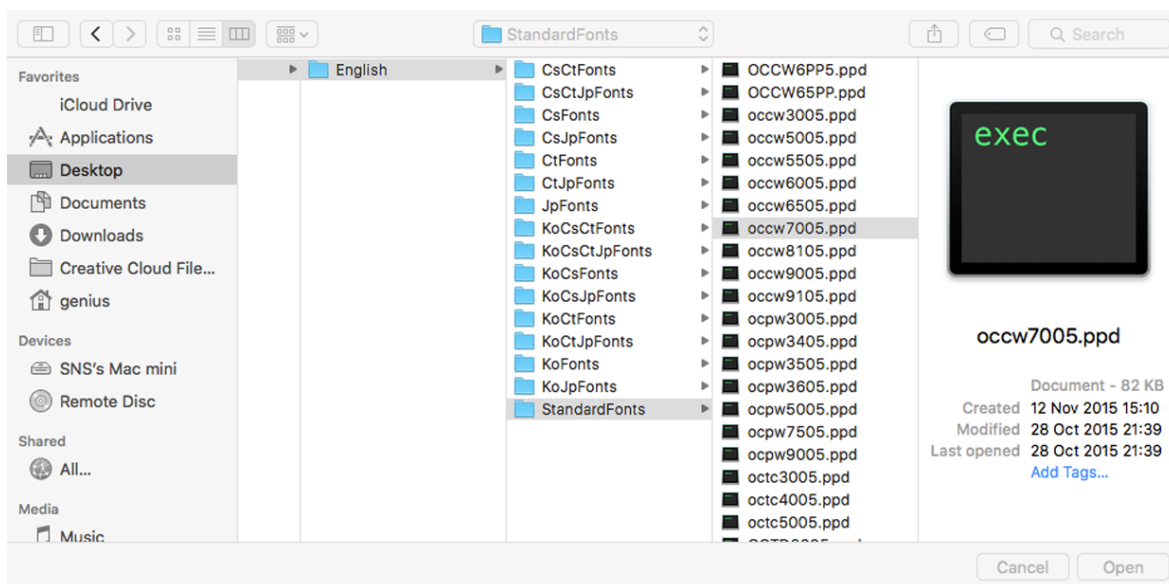 StandardFonts
Search
Favorites
iCloud Drive
Applications
Desktop
Documents
Downloads
Creative Cloud File...
genius
Devices
SNS's Mac mini
Remote Disc
Shared
All...
Media
Music
English
CsCtFonts
CsCtJpFonts
CsFonts
CsJpFonts
CtFonts
CtJpFonts
JpFonts
KoCsCtFonts
KoCsCtJpFonts
KoCsFonts
KoCsJpFonts
KoCtFonts
KoCtJpFonts
KoFonts
KoJpFonts
StandardFonts
OCCW6PP5.ppd
OCCW65PP.ppd
occw3005.ppd
occw5005.ppd
occw5505.ppd
occw6005.ppd
occw6505.ppd
occw7005.ppd
occw8105.ppd
occw9005.ppd
occw9105.ppd
ocpw3005.ppd
ocpw3405.ppd
ocpw3505.ppd
ocpw3605.ppd
ocpw5005.ppd
ocpw7505.ppd
ocpw9005.ppd
octc3005.ppd
octc4005.ppd
octc5005.ppd
exec
occw7005.ppd
Document - 82 KB
Created 12 Nov 2015 15:10
Modified 28 Oct 2015 21:39
Last opened 28 Oct 2015 21:39
Add Tags...
Cancel
Open